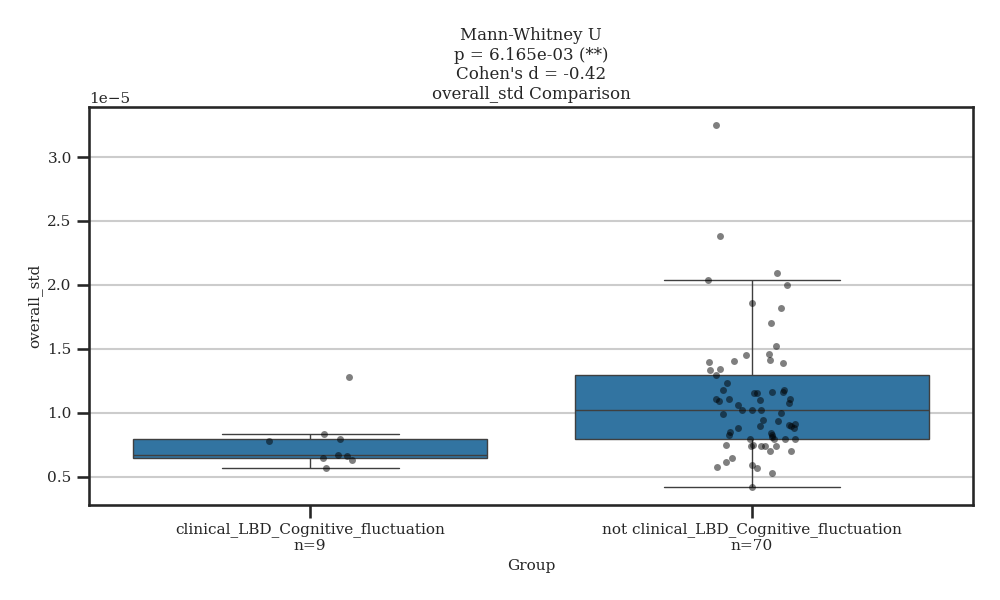 Mann-Whitney U
p = 6.165e-03 (**)
Cohen's d = -0.42
overall_std Comparison
1e−5
3.0
2.5
2.0
1.5
1.0
0.5
overall_std
clinical_LBD_Cognitive_fluctuation
n=9
not clinical_LBD_Cognitive_fluctuation
n=70
Group